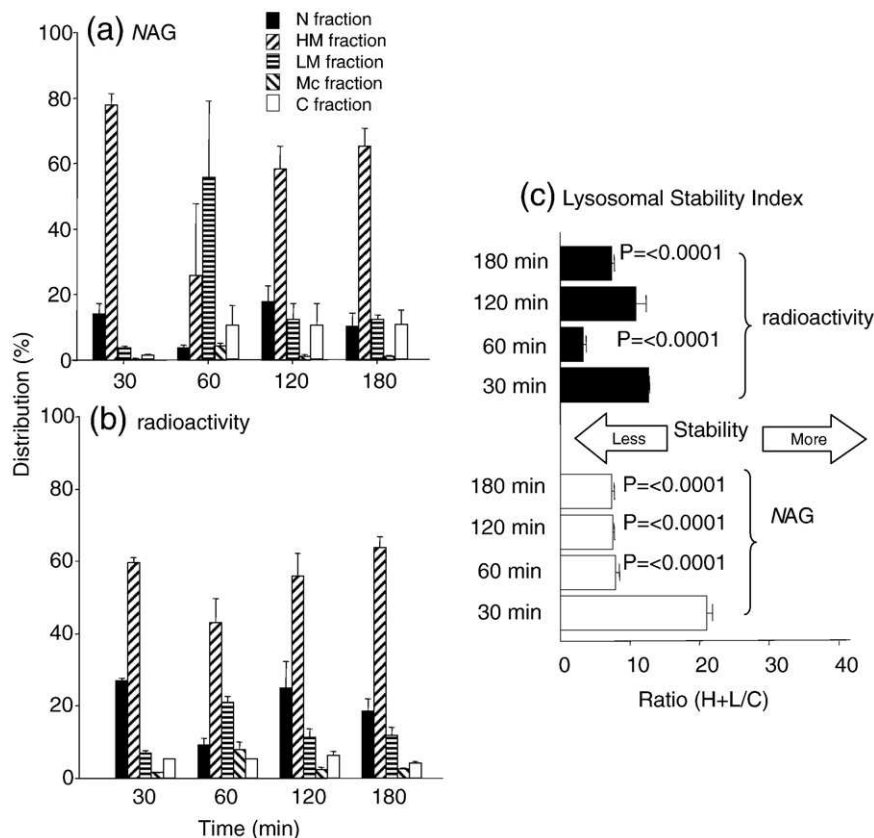 (a) NAG
N fraction
HM fraction
LM fraction
Mc fraction
C fraction
100
80
60
40
20
0
30 60 120 180
Distribution (%)
(b) radioactivity
100
80
60
40
20
0
30 60 120 180
Time (min)
(c) Lysosomal Stability Index
180 min P=<0.0001
120 min
60 min P=<0.0001
30 min
radioactivity
Less Stability More
180 min P=<0.0001
120 min P=<0.0001
60 min P=<0.0001
30 min
NAG
0 10 20 30 40
Ratio (H+L/C)